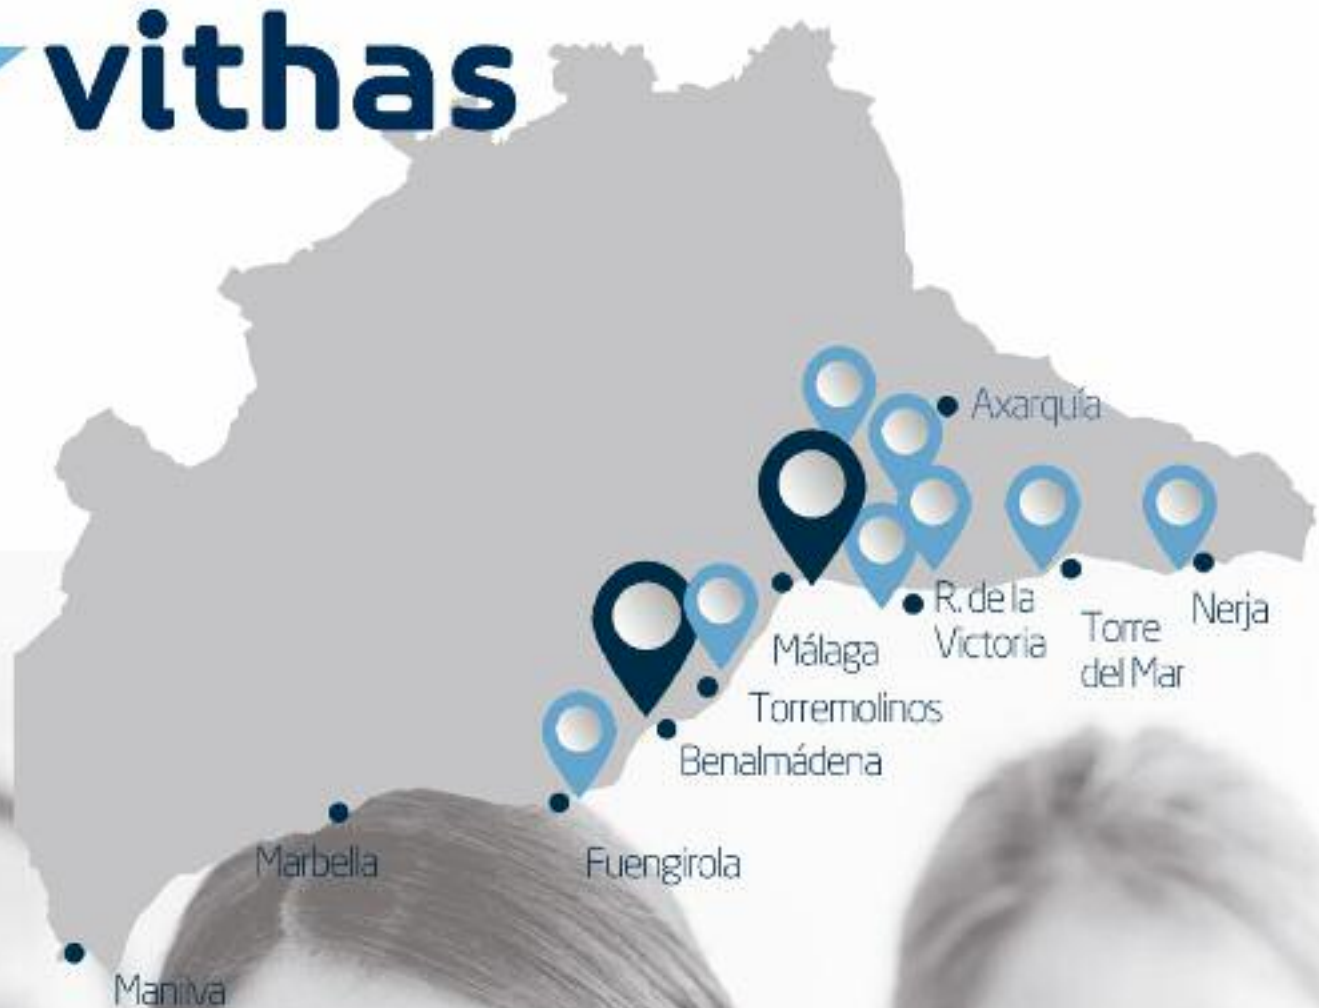 vithas
Axarquía
R. de la
Victoria
Nerja
Torre
del Mar
Málaga
Torremolinos
Benalmádena
Marbella
Fuengirola
Manilva